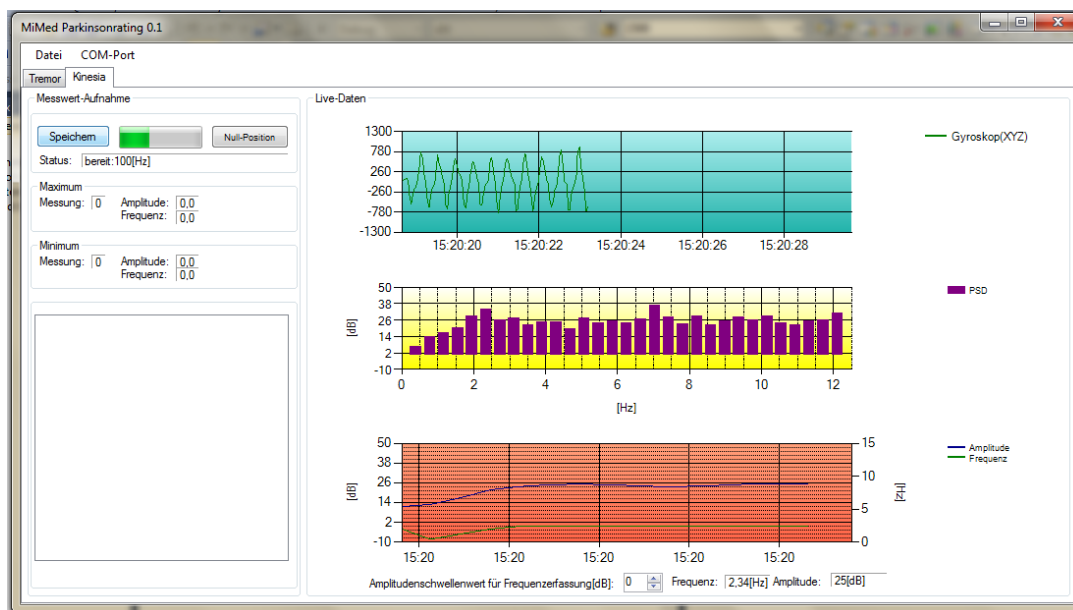 MiMed Parkinsonrating 0.1
Datei COM-Port
Tremor Kinesia
Messwert-Aufnahme
Speichern Null-Position
Status: bereit:100[Hz]
Maximum
Messung: 0 Amplitude: 0,0
Frequenz: 0,0
Minimum
Messung: 0 Amplitude: 0,0
Frequenz: 0,0
Live-Daten
1300
780
260
-260
-780
-1300
15:20:20 15:20:22 15:20:24 15:20:26 15:20:28
Gyroskop(XYZ)
50
38
26
14
2
-10
[dB]
0 2 4 6 8 10 12
[Hz]
PSD
50
38
26
14
2
-10
[dB]
15
10
5
0
[Hz]
15:20 15:20 15:20 15:20 15:20
Amplitude
Frequenz
Amplitudenschwellenwert für Frequenzerfassung[dB]: 0 Frequenz: 2,34[Hz] Amplitude: 25[dB]